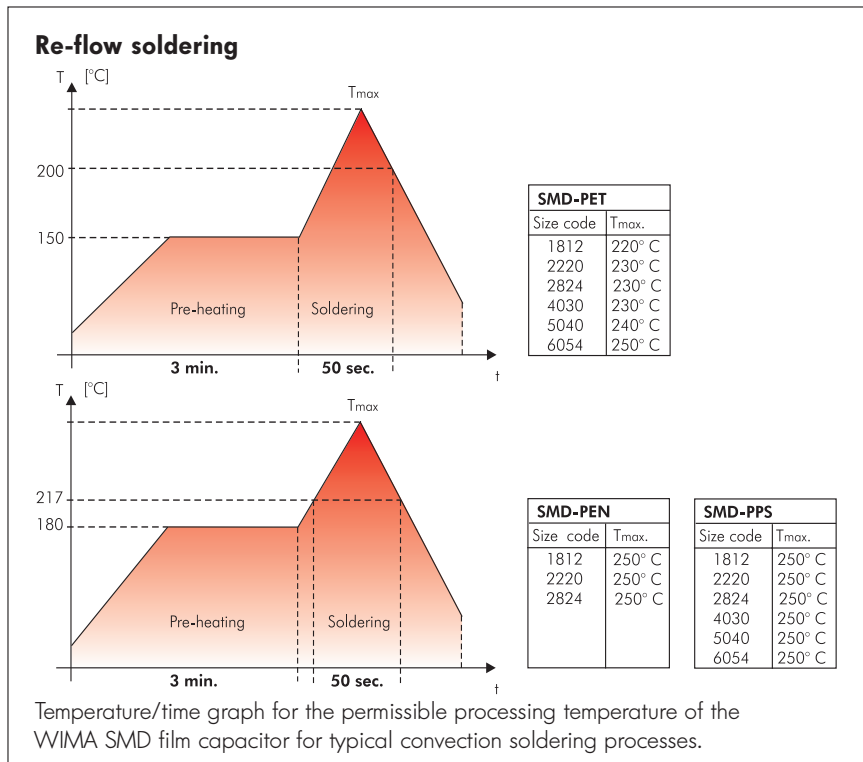 Re-flow soldering
T [°C]
Tmax
200
150
Pre-heating Soldering
3 min. 50 sec.
t
SMD-PET
Size code Tmax.
1812 220° C
2220 230° C
2824 230° C
4030 230° C
5040 240° C
6054 250° C
T [°C]
Tmax
217
180
Pre-heating Soldering
3 min. 50 sec.
t
SMD-PEN
Size code Tmax.
1812 250° C
2220 250° C
2824 250° C
SMD-PPS
Size code Tmax.
1812 250° C
2220 250° C
2824 250° C
4030 250° C
5040 250° C
6054 250° C
Temperature/time graph for the permissible processing temperature of the
WIMA SMD film capacitor for typical convection soldering processes.